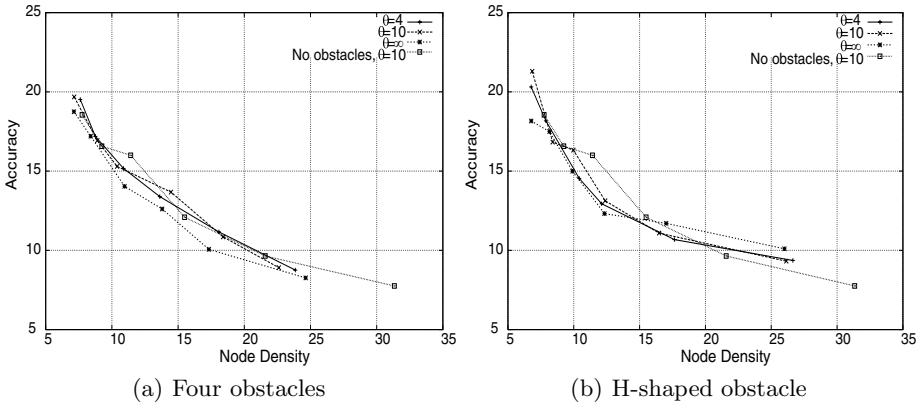 25
20
15
10
5
5 10 15 20 25 30 35
Accuracy
Node Density
θ=4
θ=10
θ=∞
No obstacles, θ=10
(a) Four obstacles
25
20
15
10
5
5 10 15 20 25 30 35
Accuracy
Node Density
θ=4
θ=10
θ=∞
No obstacles, θ=10
(b) H-shaped obstacle